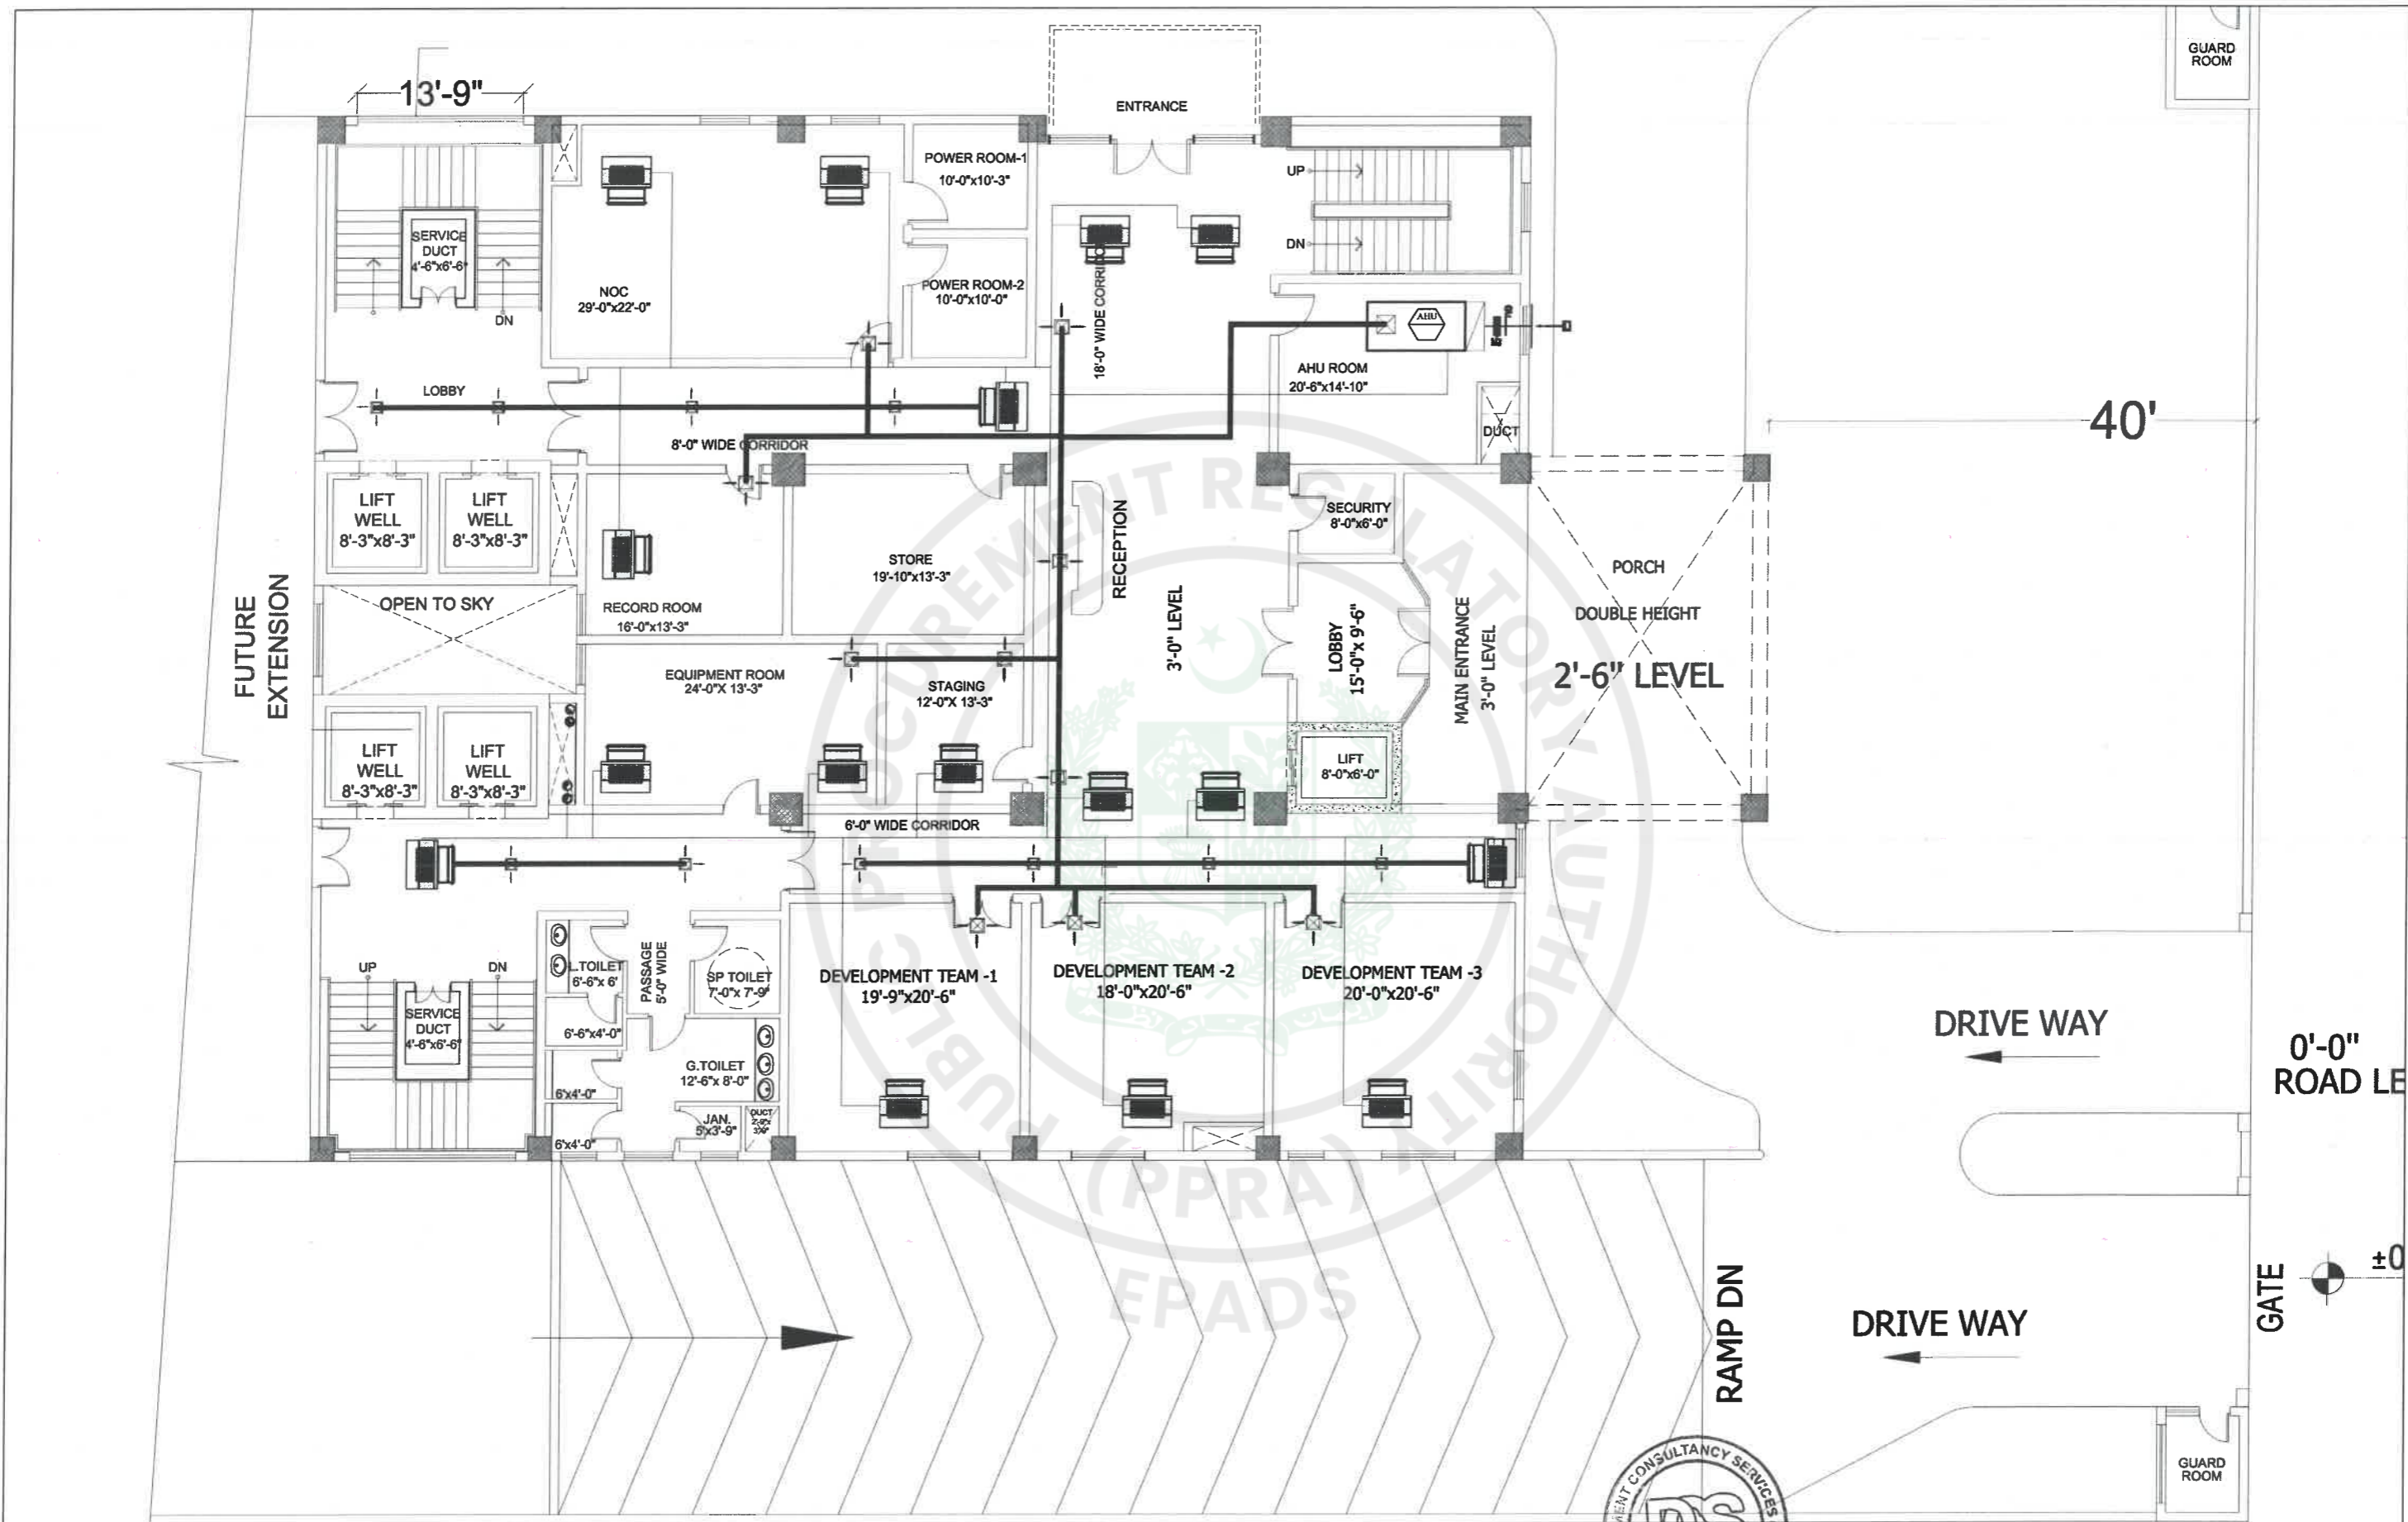 GUARD
ROOM
13'-9"
ENTRANCE
POWER ROOM-1
10'-0"x10'-3"
UP
DN
SERVICE
DUCT
4'-6"x6'-6"
DN
NOC
29'-0"x22'-0"
POWER ROOM-2
10'-0"x10'-0"
18'-0" WIDE CORRIDO
AHU
AHU ROOM
20'-6"x14'-10"
LOBBY
DUCT
40'
8'-0" WIDE CORRIDOR
LIFT
WELL
8'-3"x8'-3"
LIFT
WELL
8'-3"x8'-3"
SECURITY
8'-0"x6'-0"
RECEPTION
STORE
19'-10"x13'-3"
PORCH
DOUBLE HEIGHT
2'-6" LEVEL
FUTURE
EXTENSION
OPEN TO SKY
RECORD ROOM
16'-0"x13'-3"
3'-0" LEVEL
LOBBY
15'-0"x 9'-6"
MAIN ENTRANCE
3'-0" LEVEL
EQUIPMENT ROOM
24'-0"X 13'-3"
STAGING
12'-0"X 13'-3"
LIFT
WELL
8'-3"x8'-3"
LIFT
WELL
8'-3"x8'-3"
LIFT
8'-0"x6'-0"
6'-0" WIDE CORRIDOR
UP
DN
SERVICE
DUCT
4'-6"x6'-6"
L.TOILET
6'-6"x 6'
PASSAGE
5'-0" WIDE
SP TOILET
7'-0"x 7'-9"
6'-6"x4'-0"
G.TOILET
12'-6"x 8'-0"
6'x4'-0"
6'x4'-0"
JAN.
5'x3'-9"
DUCT
DEVELOPMENT TEAM -1
19'-9"x20'-6"
DEVELOPMENT TEAM -2
18'-0"x20'-6"
DEVELOPMENT TEAM -3
20'-0"x20'-6"
DRIVE WAY
0'-0"
ROAD LE
RAMP DN
DRIVE WAY
GATE
±0
GUARD
ROOM
PUBLIC PROCUREMENT REGULATORY AUTHORITY
(PPRA)
EPADS
MENT CONSULTANCY SERVICES
DS